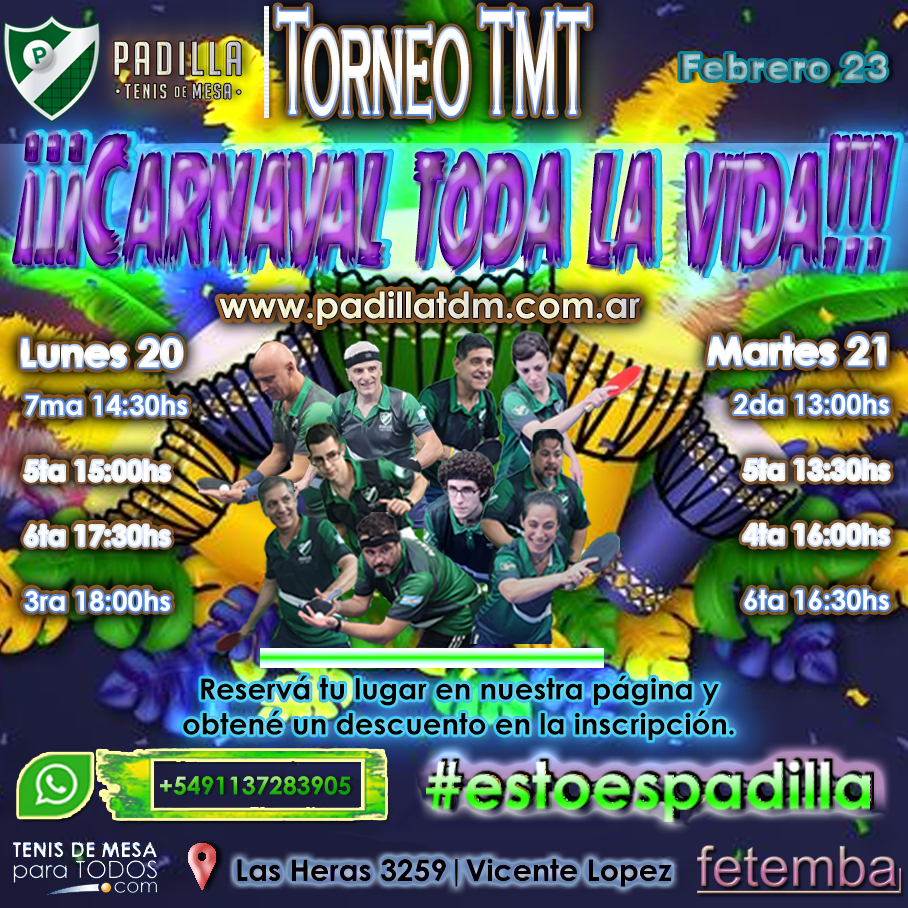 P
PADILLA
• TENIS DE MESA •
TORNEO TMT
Febrero 23
¡¡¡CARNAVAL TODA LA VIDA!!!
www.padillatdm.com.ar
Lunes 20
7ma 14:30hs
5ta 15:00hs
6ta 17:30hs
3ra 18:00hs
Martes 21
2da 13:00hs
5ta 13:30hs
4ta 16:00hs
6ta 16:30hs
Reservá tu lugar en nuestra página y
obtené un descuento en la inscripción.
+5491137283905
#estoespadilla
TENIS DE MESA
para TODOS
.com
Las Heras 3259|Vicente Lopez
fetemba